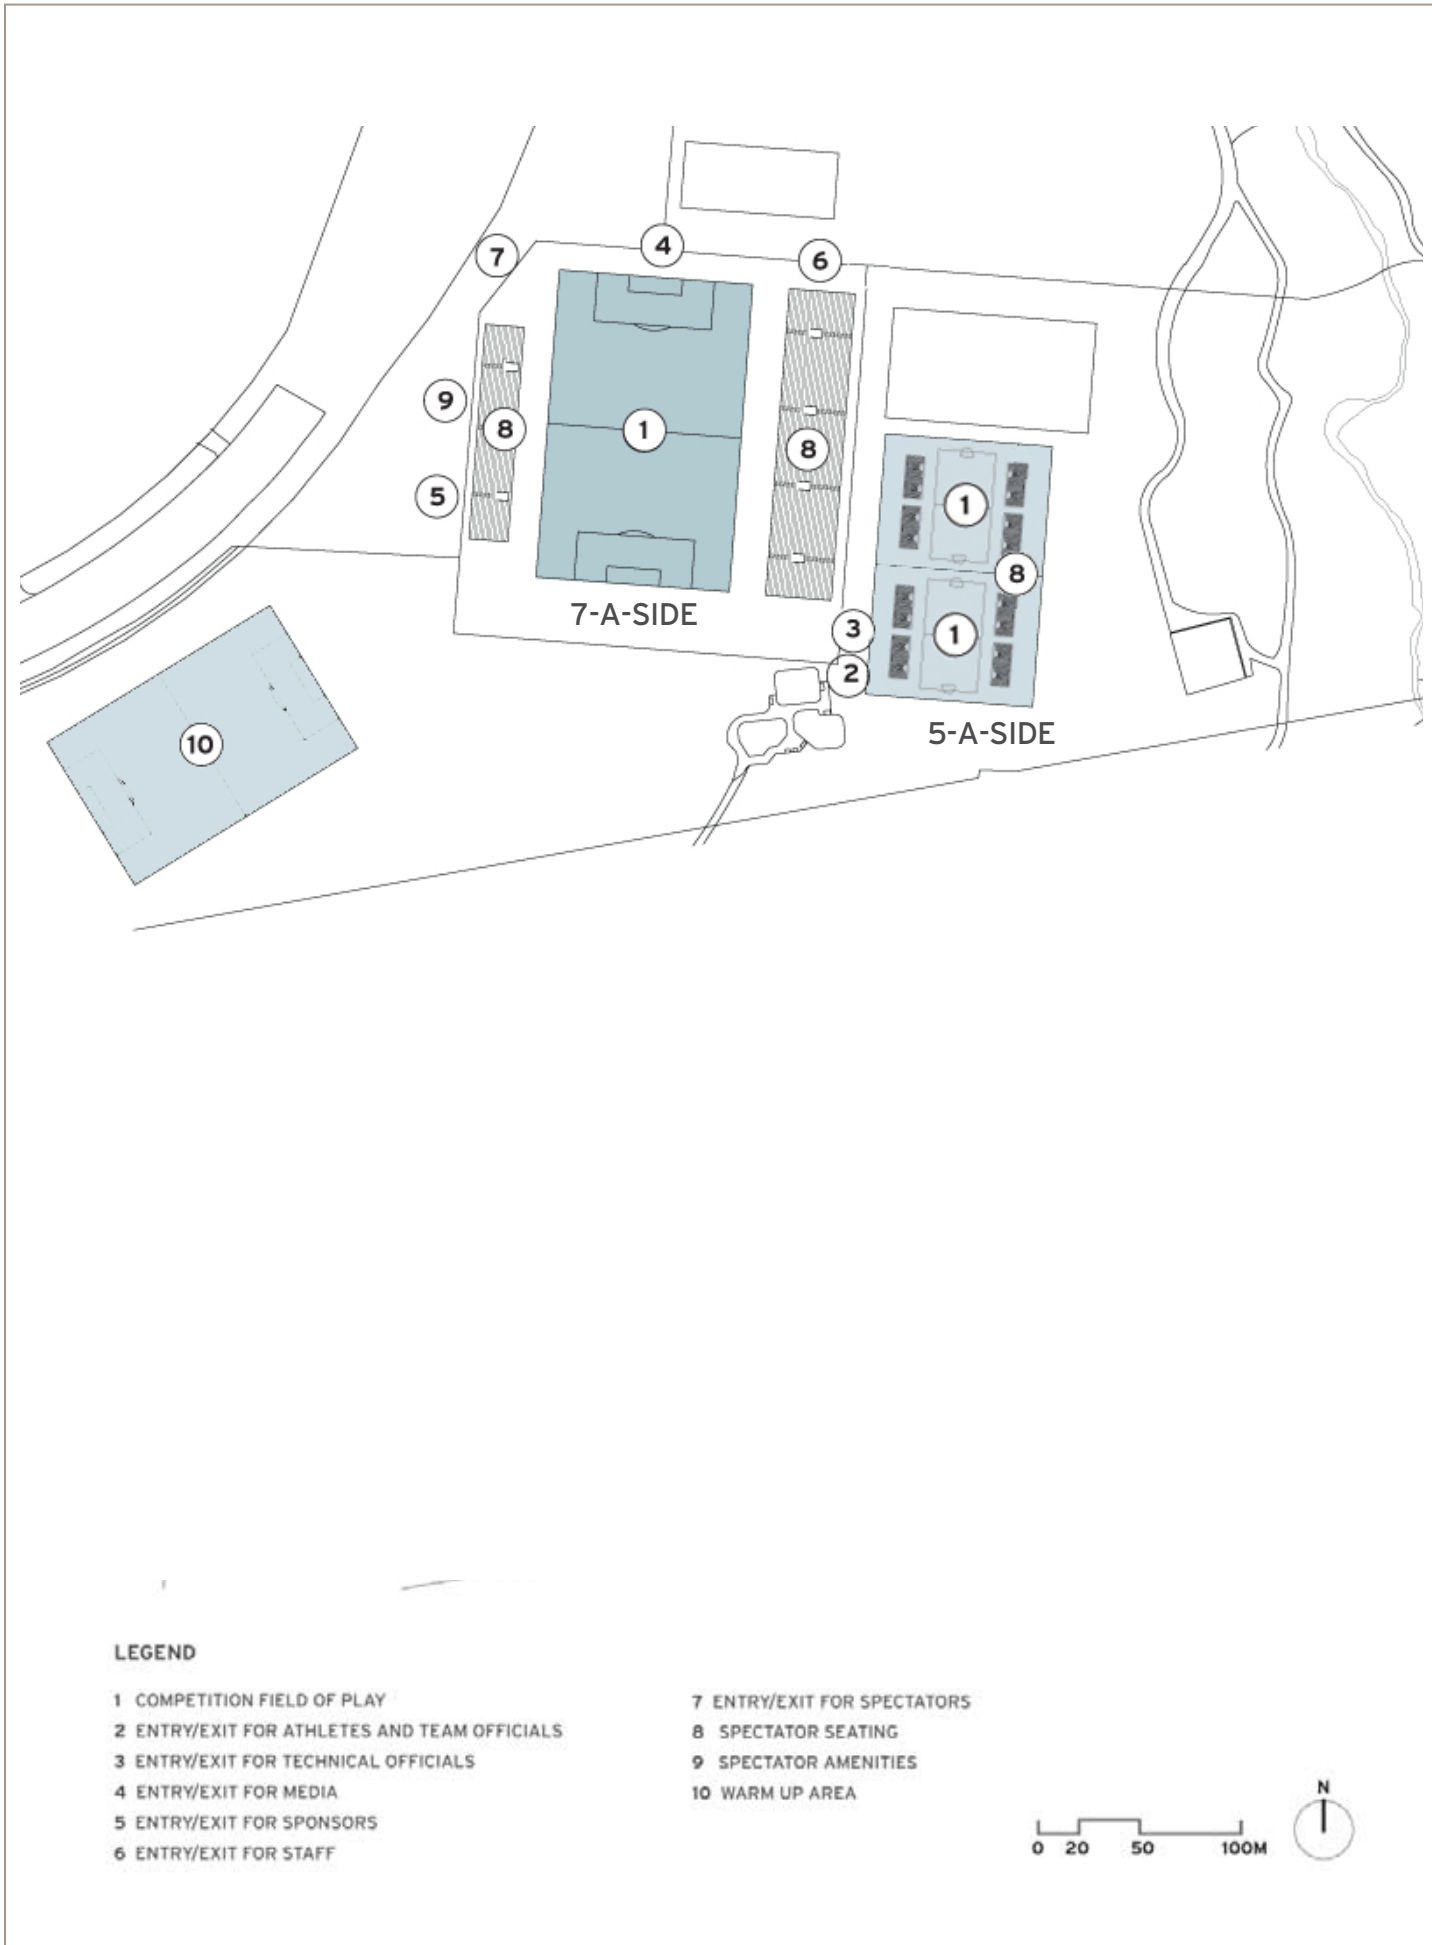 7
4
6
9
8
1
8
5
1
8
7-A-SIDE
3
1
2
5-A-SIDE
10
LEGEND
1 COMPETITION FIELD OF PLAY
2 ENTRY/EXIT FOR ATHLETES AND TEAM OFFICIALS
3 ENTRY/EXIT FOR TECHNICAL OFFICIALS
4 ENTRY/EXIT FOR MEDIA
5 ENTRY/EXIT FOR SPONSORS
6 ENTRY/EXIT FOR STAFF
7 ENTRY/EXIT FOR SPECTATORS
8 SPECTATOR SEATING
9 SPECTATOR AMENITIES
10 WARM UP AREA
N
0 20 50 100M